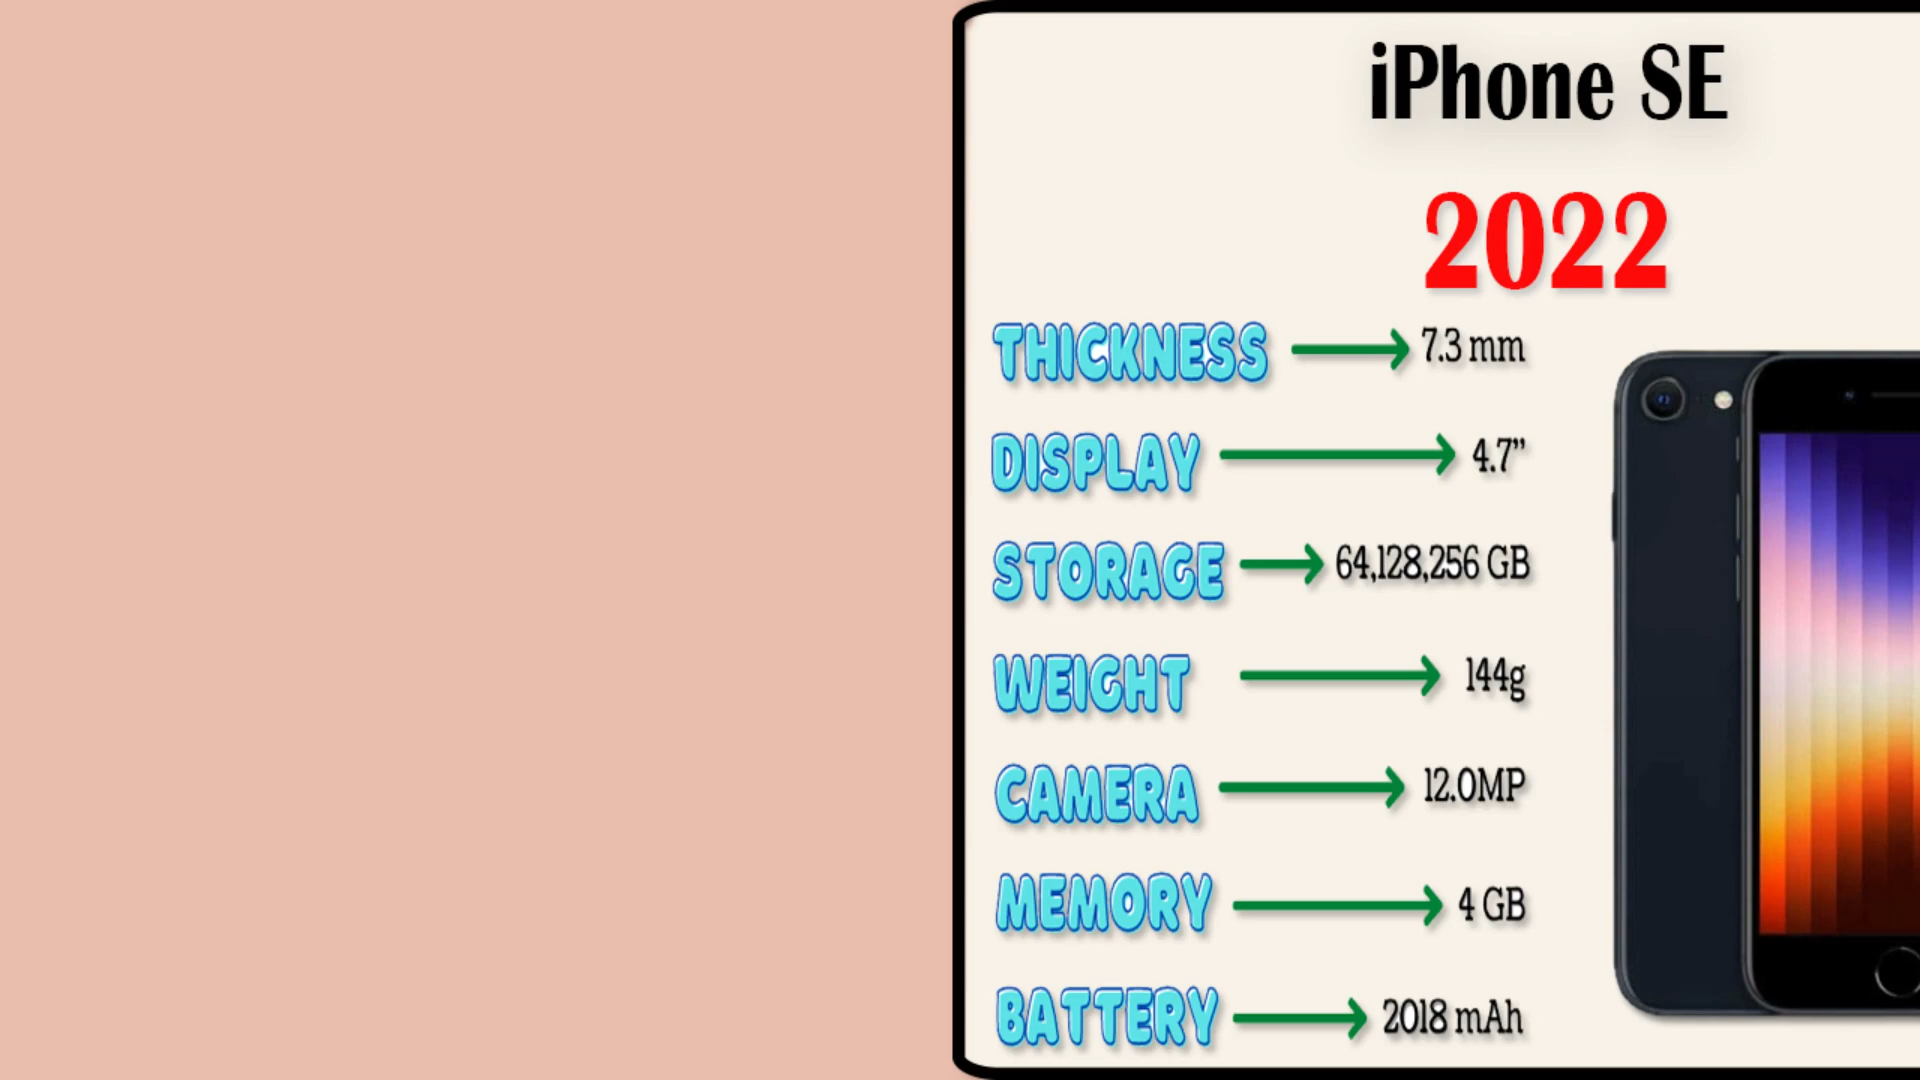 iPhone SE
2022
THICKNESS 7.3 mm
DISPLAY 4.7”
STORAGE 64,128,256 GB
WEIGHT 144g
CAMERA 12.0MP
MEMORY 4 GB
BATTERY 2018 mAh